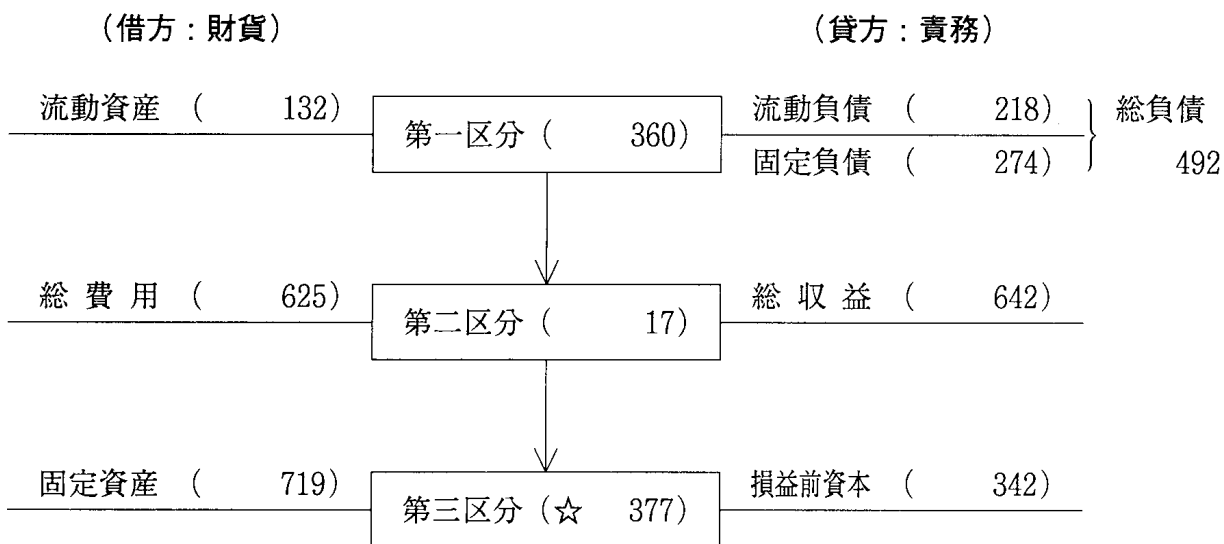 (借方：財貨) (貸方：責務)
流動資産 ( 132) 第一区分 ( 360) 流動負債 ( 218) 総負債
固定負債 ( 274) 492
総費用 ( 625) 第二区分 ( 17) 総収益 ( 642)
固定資産 ( 719) 第三区分 (☆ 377) 損益前資本 ( 342)